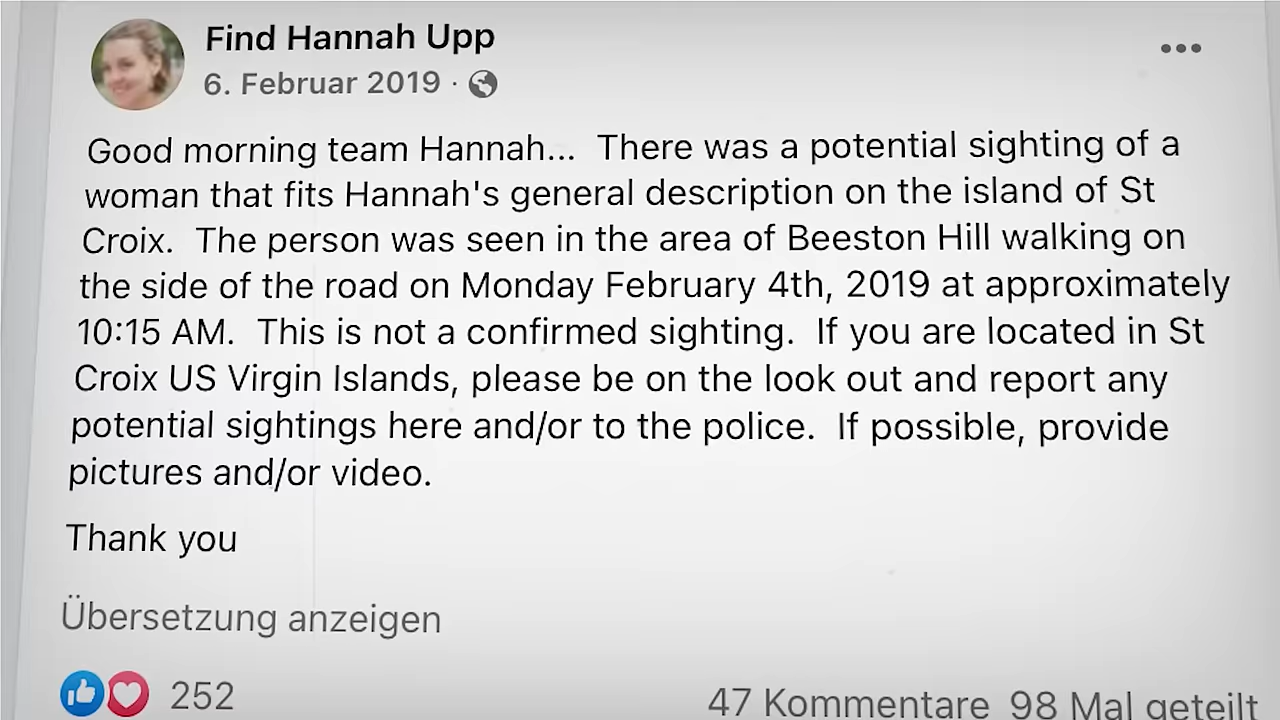 Find Hannah Upp
6. Februar 2019 ·
Good morning team Hannah... There was a potential sighting of a
woman that fits Hannah's general description on the island of St
Croix. The person was seen in the area of Beeston Hill walking on
the side of the road on Monday February 4th, 2019 at approximately
10:15 AM. This is not a confirmed sighting. If you are located in St
Croix US Virgin Islands, please be on the look out and report any
potential sightings here and/or to the police. If possible, provide
pictures and/or video.
Thank you
Übersetzung anzeigen
252
47 Kommentare 98 Mal geteilt